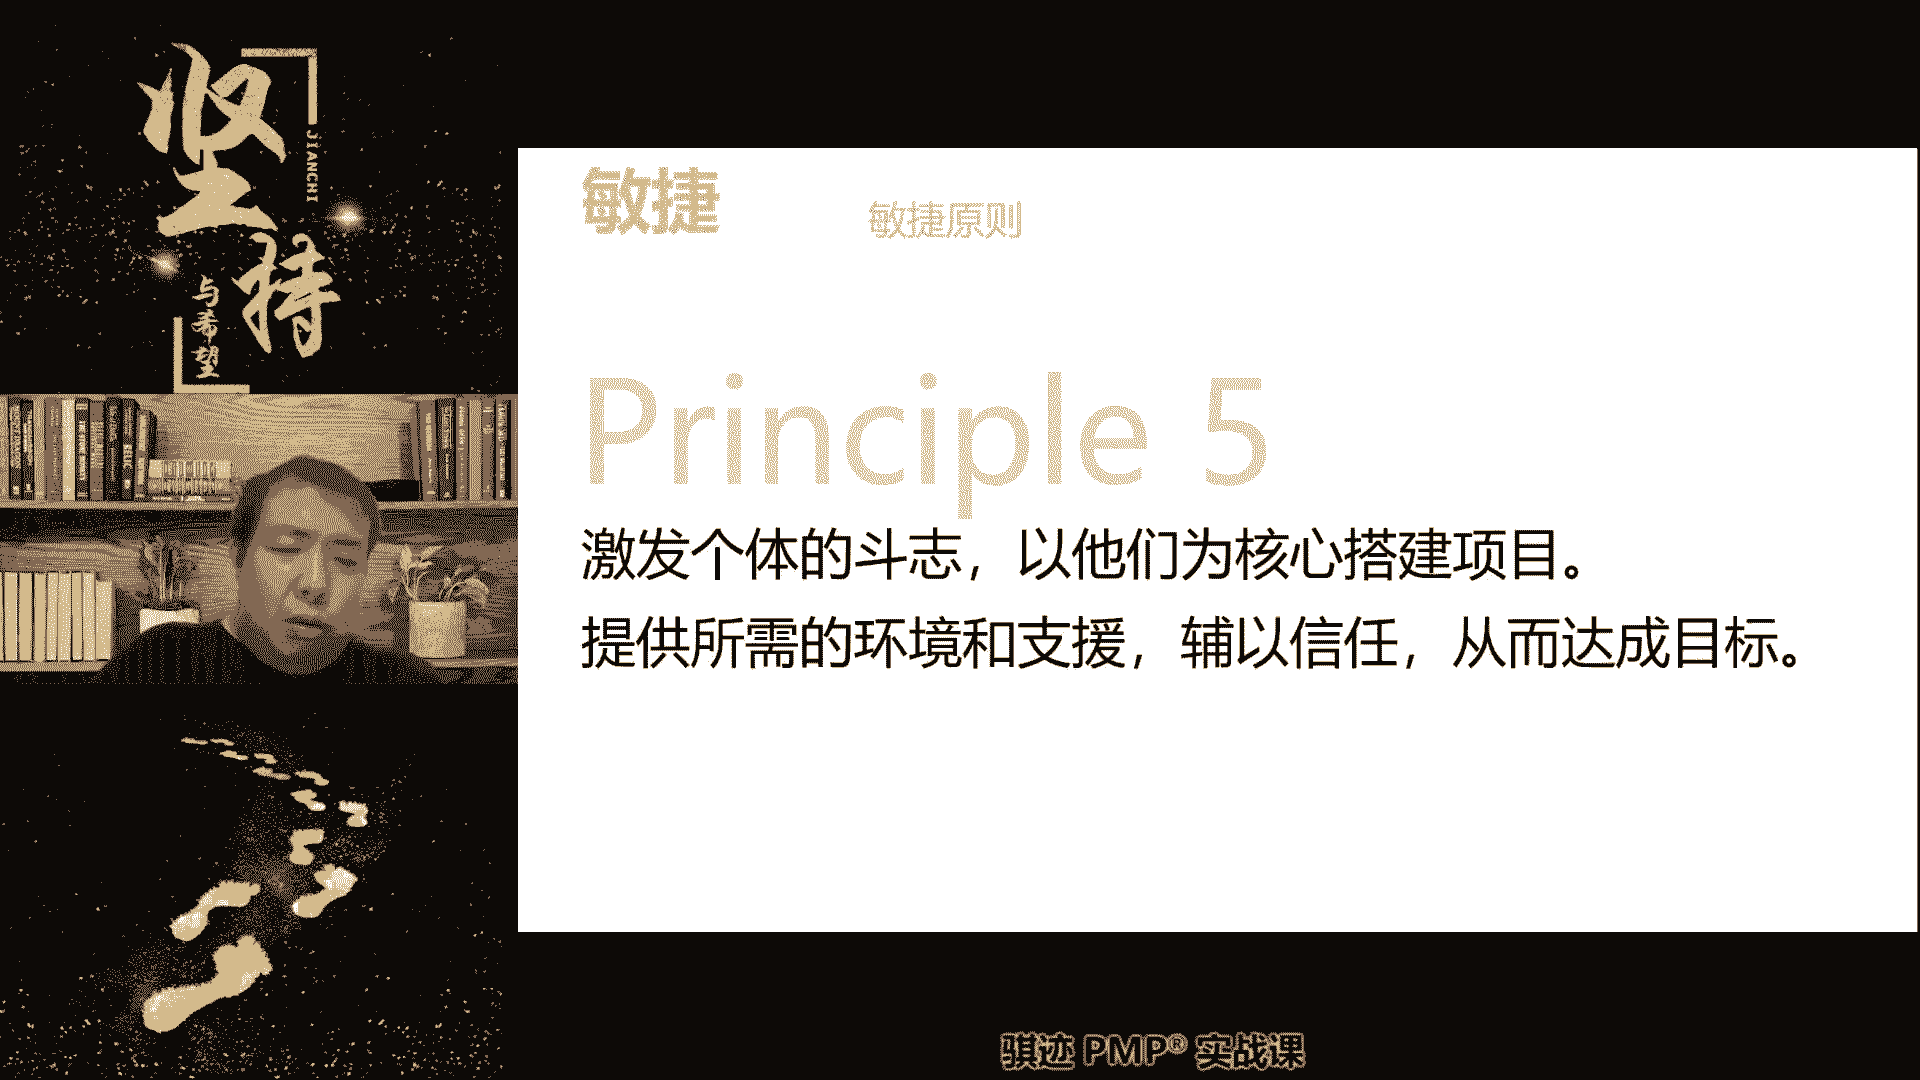 坚持
JIANCHI
与希望
敏捷
敏捷原则
Principle 5
激发个体的斗志，以他们为核心搭建项目。
提供所需的环境和支援，辅以信任，从而达成目标。
骐迹 PMP® 实战课